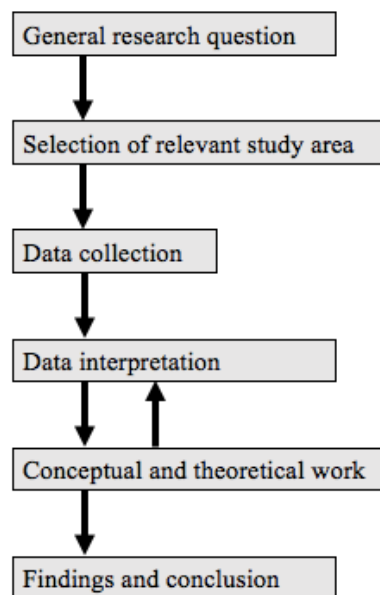 General research question
Selection of relevant study area
Data collection
Data interpretation
Conceptual and theoretical work
Findings and conclusion